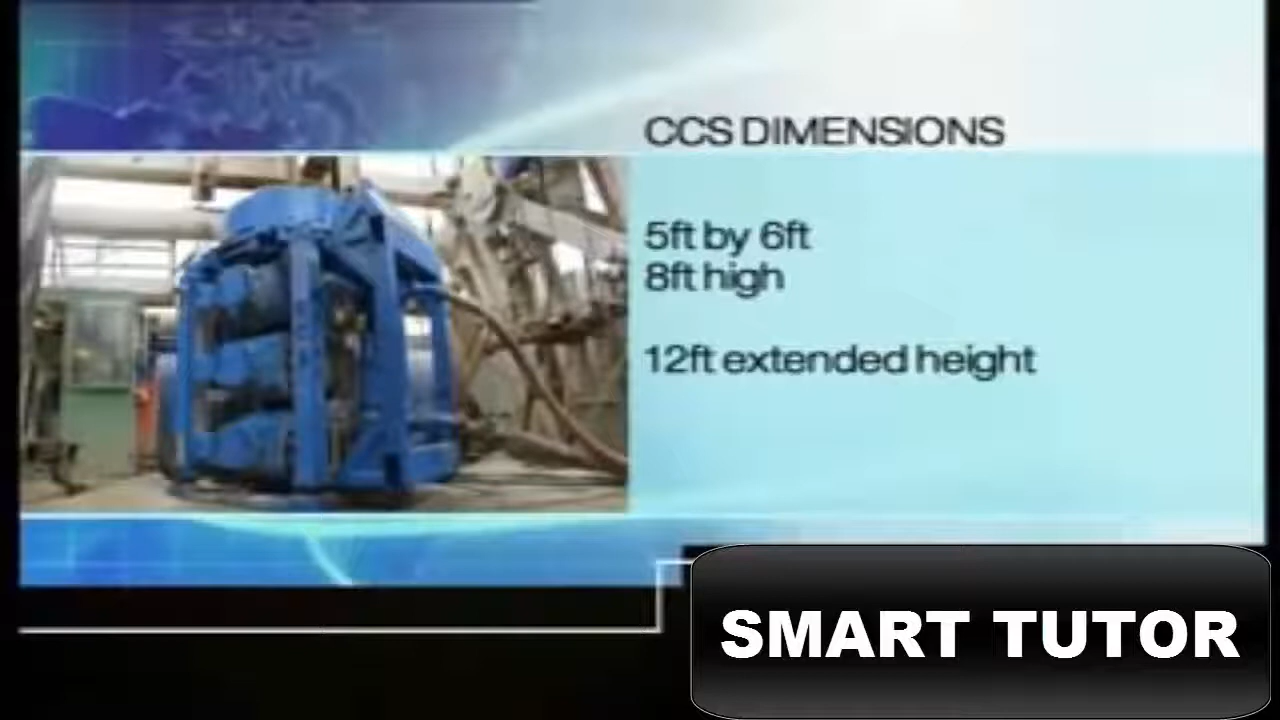 CCS DIMENSIONS
5ft by 6ft
8ft high
12ft extended height
SMART TUTOR